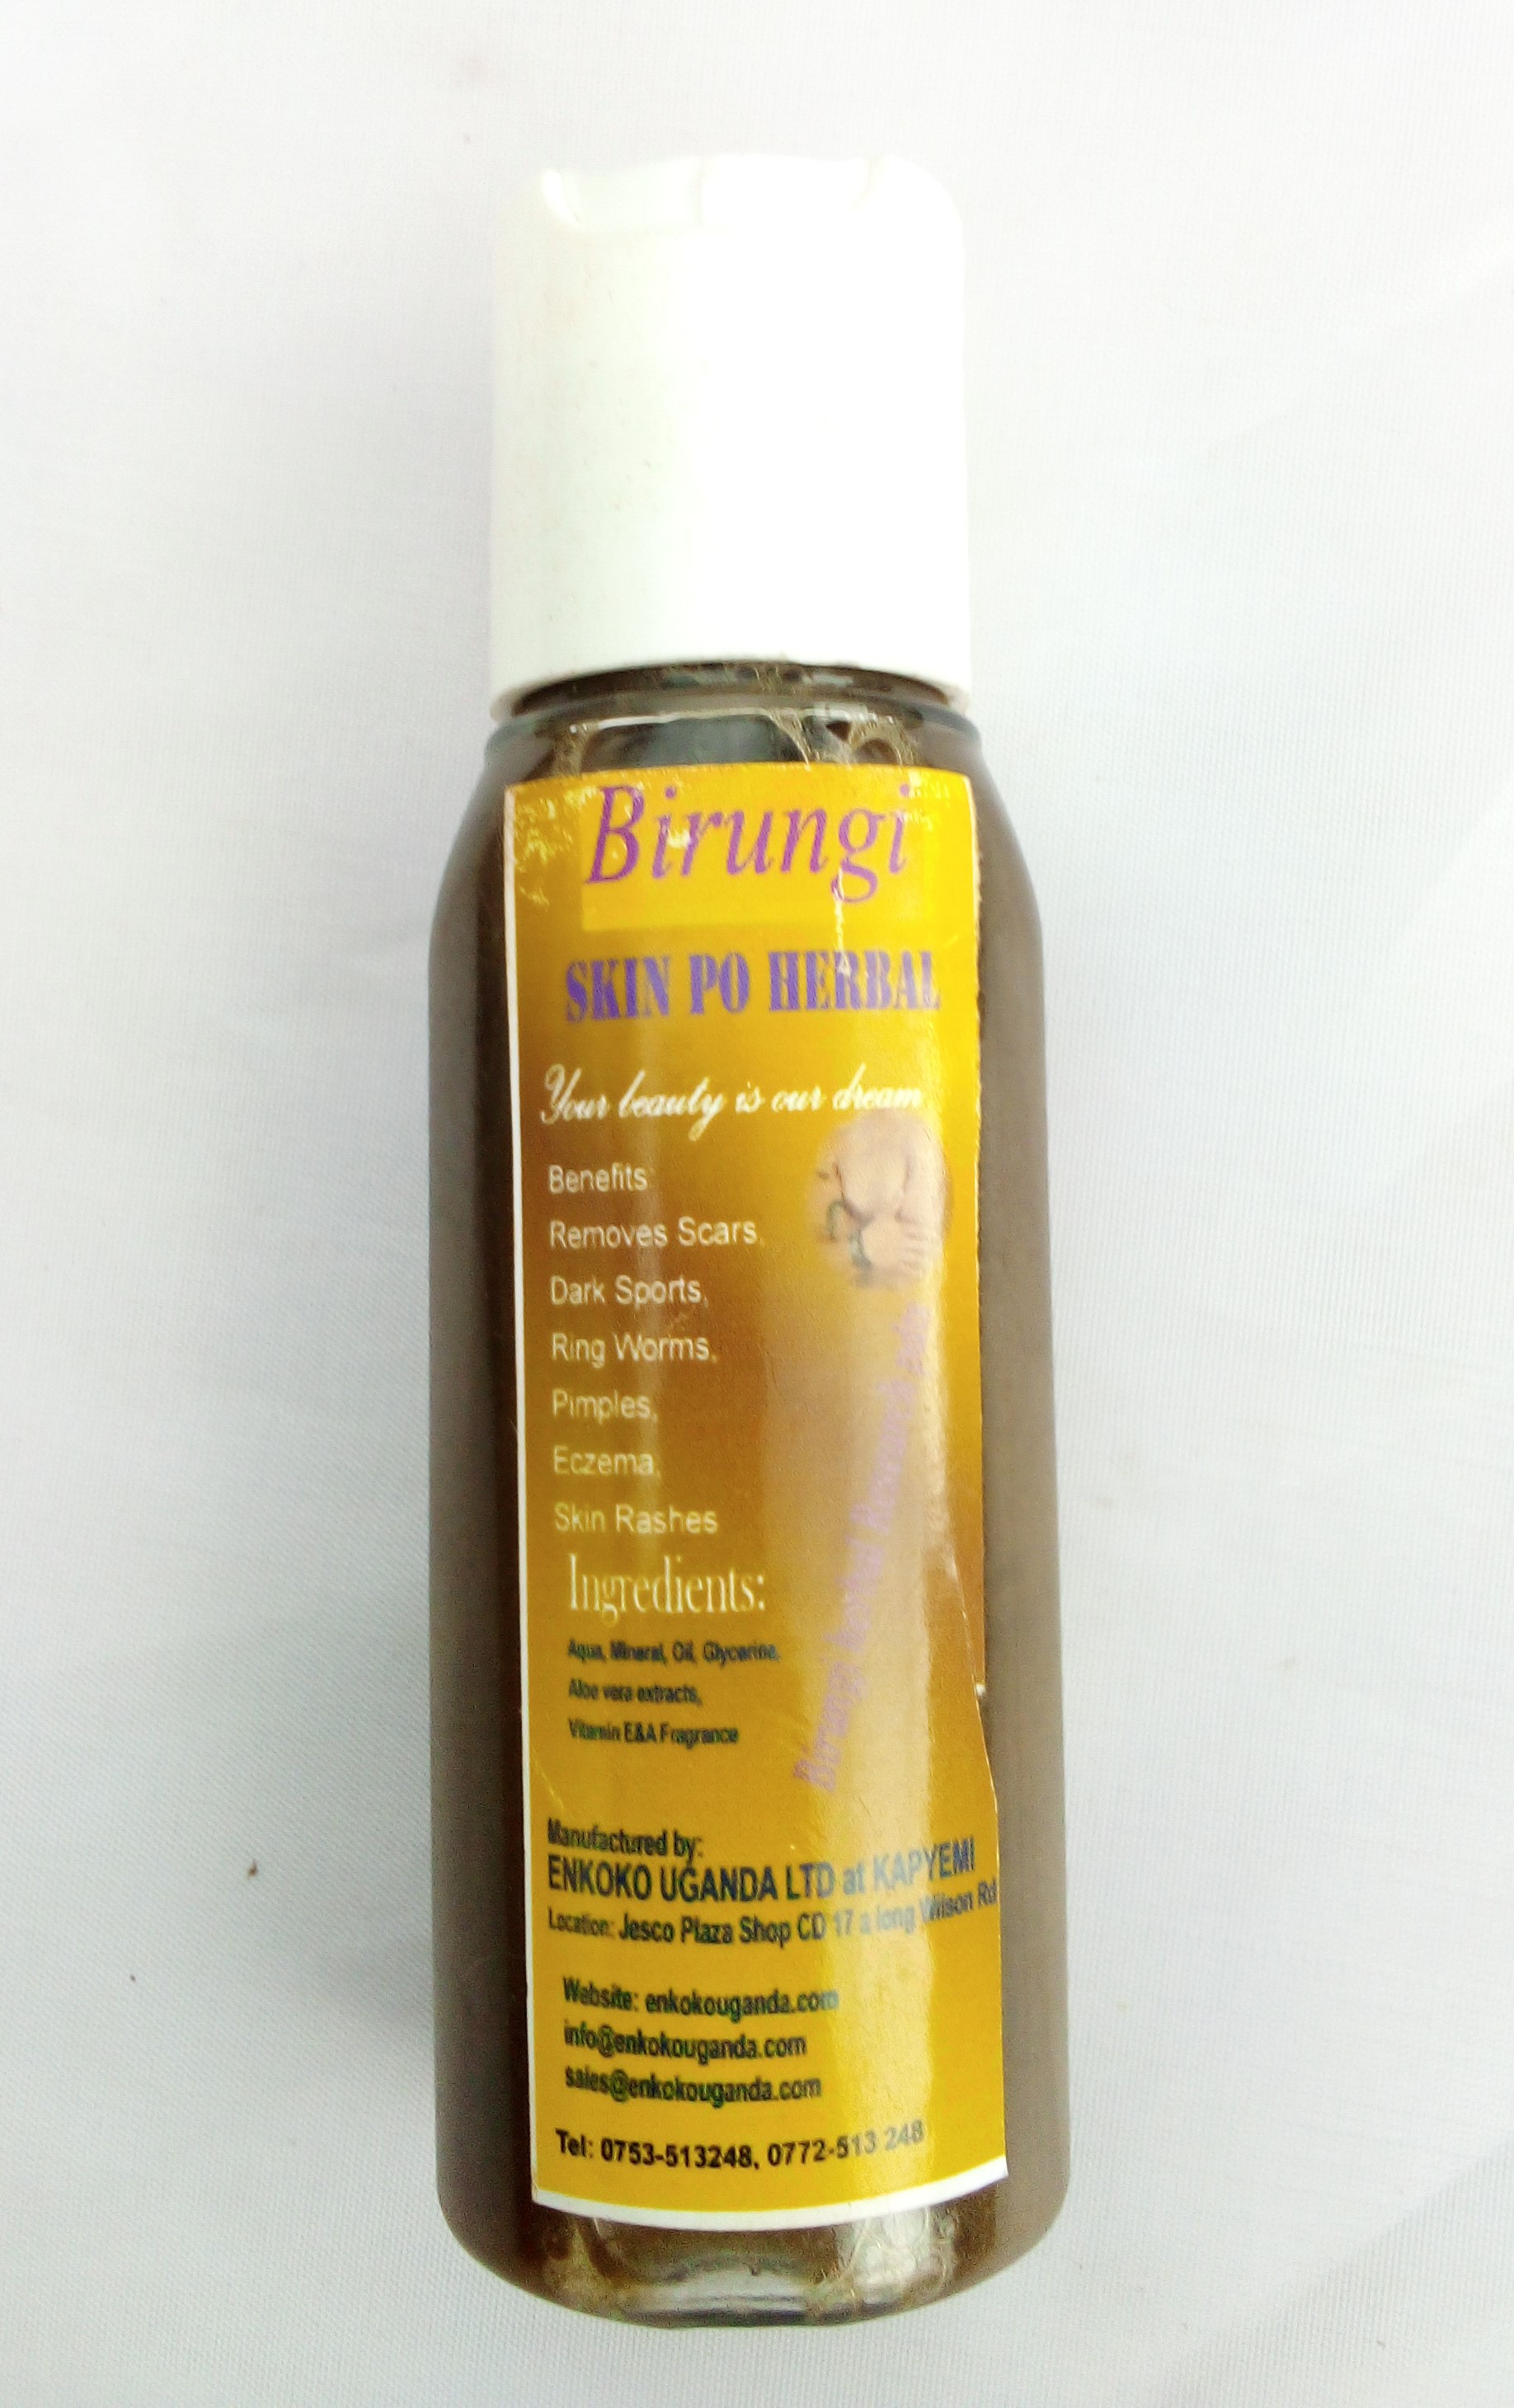 Birungi
SKIN PO HERBAL
Your beauty is our dream
Benefits:
Removes Scars,
Dark Sports,
Ring Worms,
Pimples,
Eczema,
Skin Rashes
Ingredients:
Aqua, Mineral, Oil, Glycerine,
Aloe vera extracts,
Vitamin E&A Fragrance
Birungi herbal
Manufactured by:
ENKOKO UGANDA LTD at KAPYEMI
Location: Jesco Plaza Shop CD 17 a long Wilson Rd
Website: enkokouganda.com
info@enkokouganda.com
sales@enkokouganda.com
Tel: 0753-513248, 0772-513 248